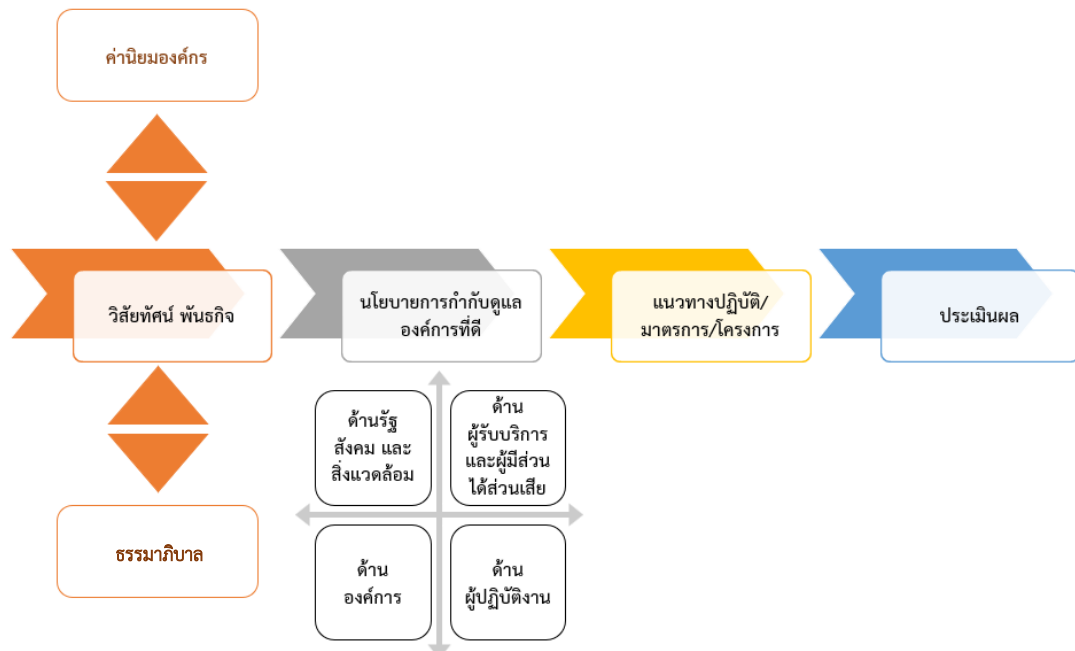 ค่านิยมองค์กร
วิสัยทัศน์ พันธกิจ
นโยบายการกำกับดูแล
องค์การที่ดี
แนวทางปฏิบัติ/
มาตรการ/โครงการ
ประเมินผล
ด้านรัฐ
สังคม และ
สิ่งแวดล้อม
ด้าน
ผู้รับบริการ
และผู้มีส่วน
ได้ส่วนเสีย
ธรรมาภิบาล
ด้าน
องค์การ
ด้าน
ผู้ปฏิบัติงาน